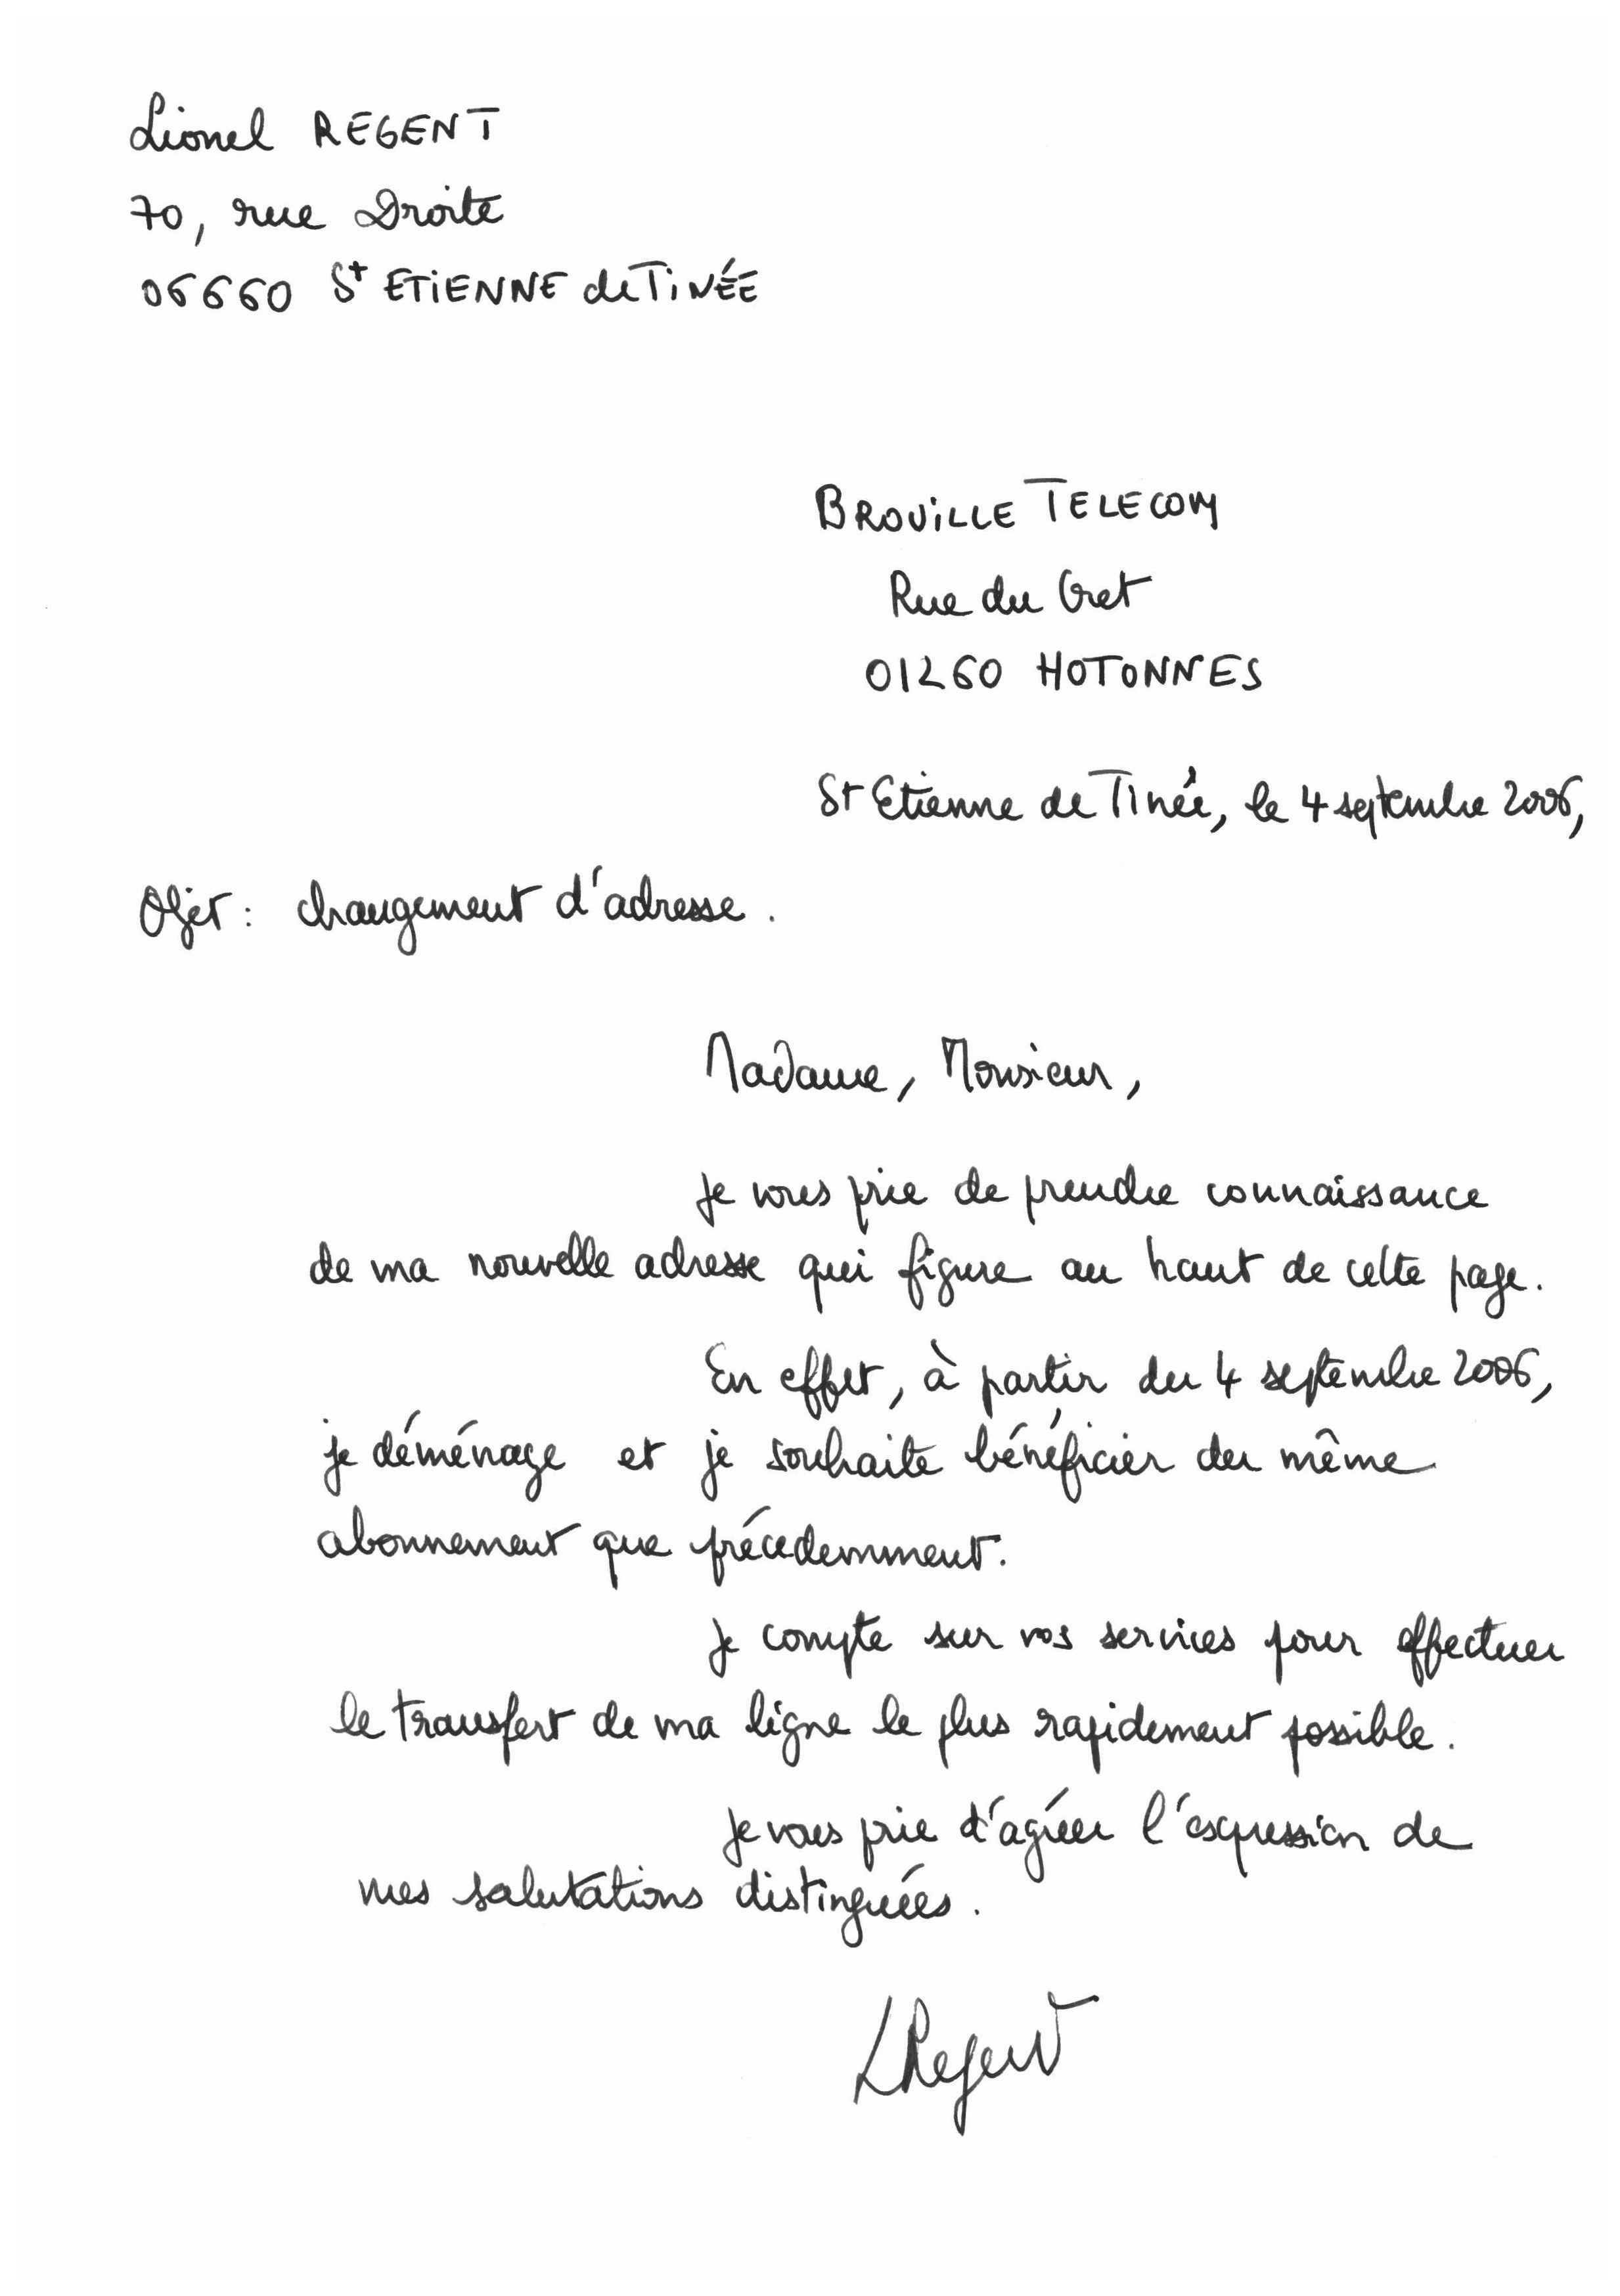 Lionel REGENT
70, rue Droite
06660 St ETIENNE de TINÉE
BROUILLE TELECOM
Rue du Cret
01260 HOTONNES
St Etienne de Tinée, le 4 septembre 2006,
Objet : changement d'adresse.
Madame, Monsieur,
Je vous prie de prendre connaissance
de ma nouvelle adresse qui figure au haut de cette page.
En effet, à partir du 4 septembre 2006,
je déménage et je souhaite bénéficier du même
abonnement que précedemment.
Je compte sur vos services pour effectuer
le transfert de ma ligne le plus rapidement possible.
Je vous prie d'agréer l'expression de
mes salutations distinguées.
LRegent